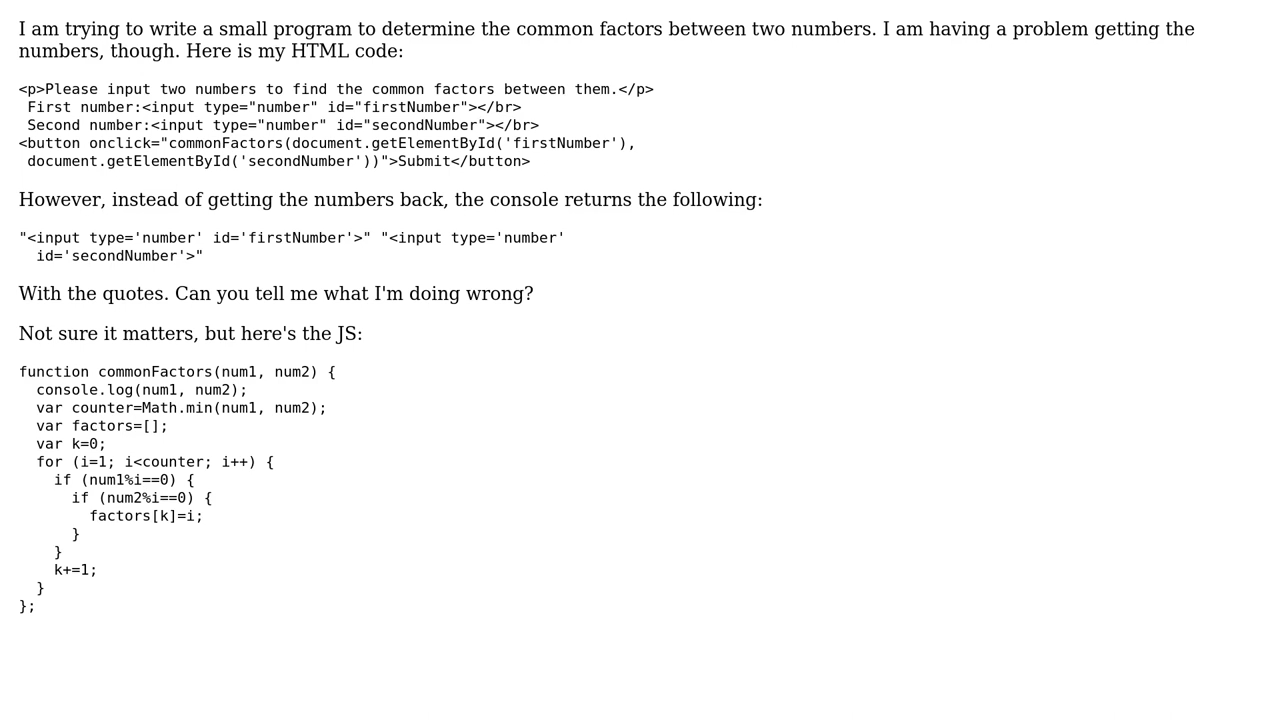 I am trying to write a small program to determine the common factors between two numbers. I am having a problem getting the
numbers, though. Here is my HTML code:
<p>Please input two numbers to find the common factors between them.</p>
 First number:<input type="number" id="firstNumber"></br>
 Second number:<input type="number" id="secondNumber"></br>
<button onclick="commonFactors(document.getElementById('firstNumber'),
 document.getElementById('secondNumber'))">Submit</button>
However, instead of getting the numbers back, the console returns the following:
"<input type='number' id='firstNumber'>" "<input type='number'
  id='secondNumber'>"
With the quotes. Can you tell me what I'm doing wrong?
Not sure it matters, but here's the JS:
function commonFactors(num1, num2) {
  console.log(num1, num2);
  var counter=Math.min(num1, num2);
  var factors=[];
  var k=0;
  for (i=1; i<counter; i++) {
    if (num1%i==0) {
      if (num2%i==0) {
        factors[k]=i;
      }
    }
    k+=1;
  }
};